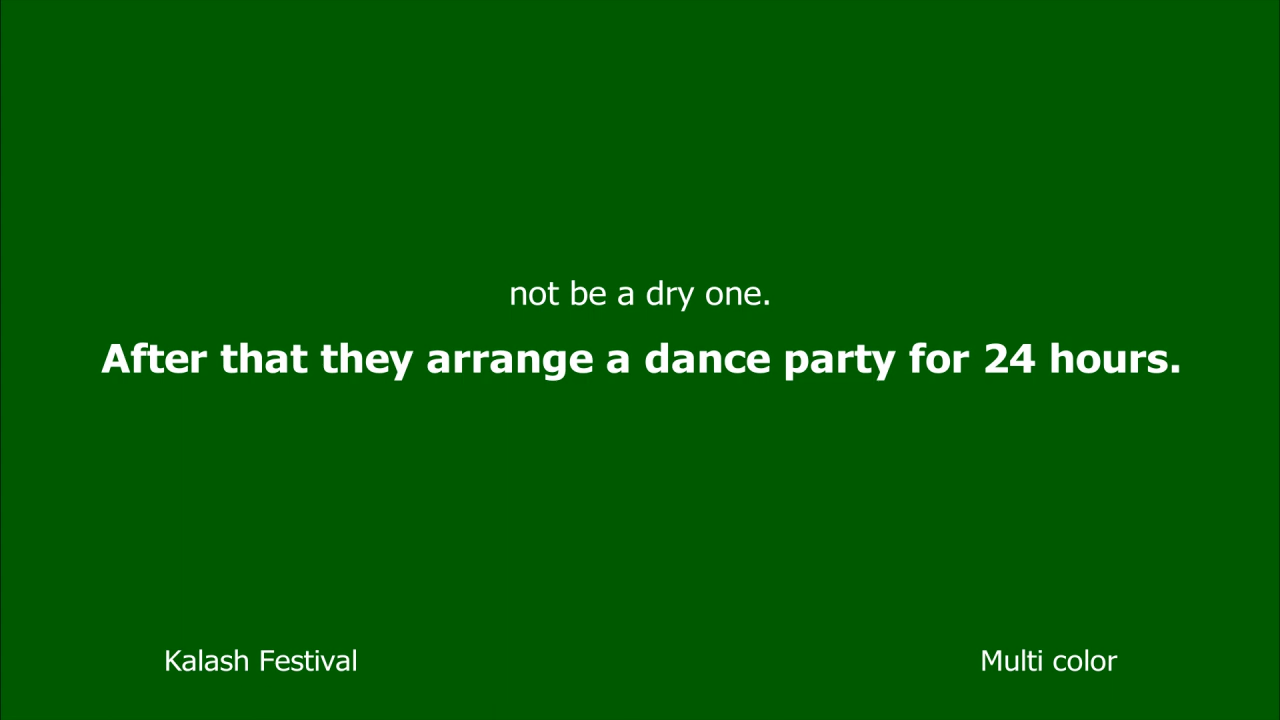 not be a dry one.
After that they arrange a dance party for 24 hours.
Kalash Festival
Multi color